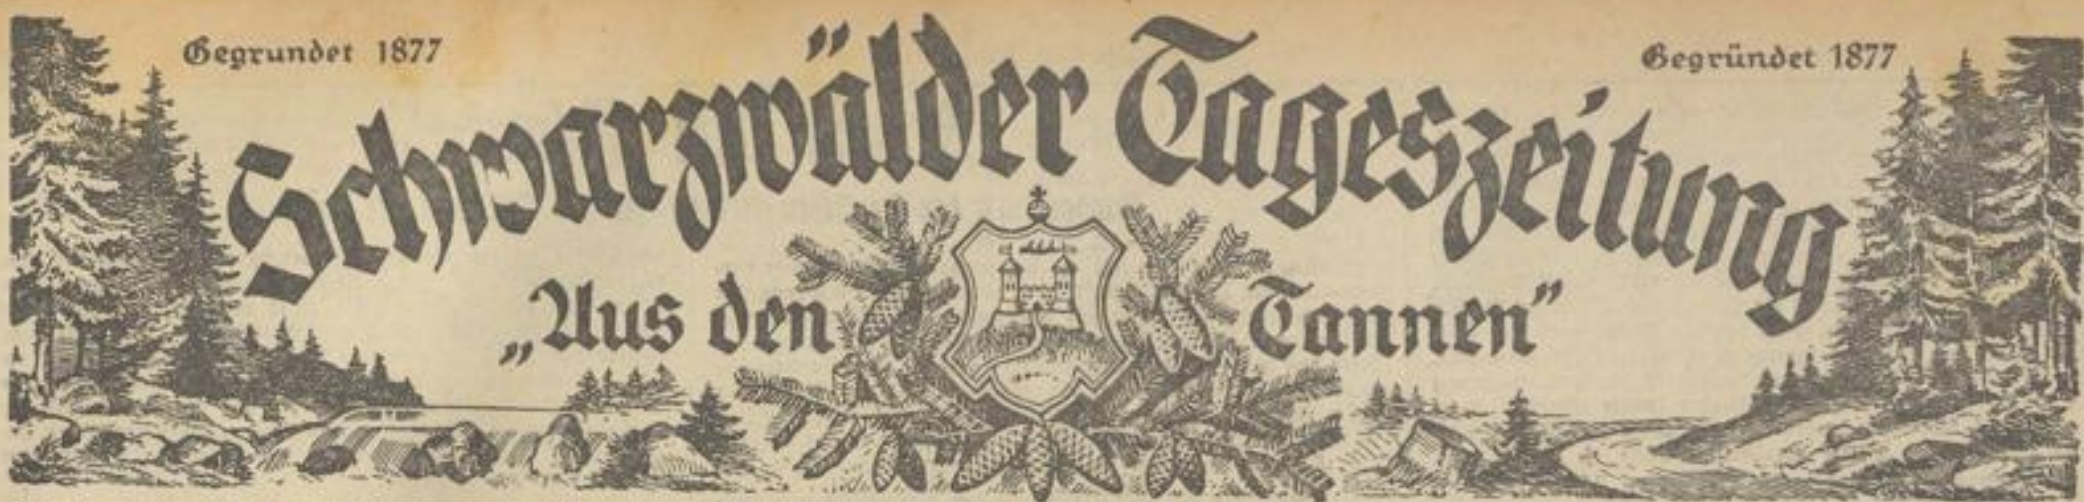 Gegrundet 1877
Gegründet 1877
Schwarzwälder Tageszeitung
„Aus den Tannen"